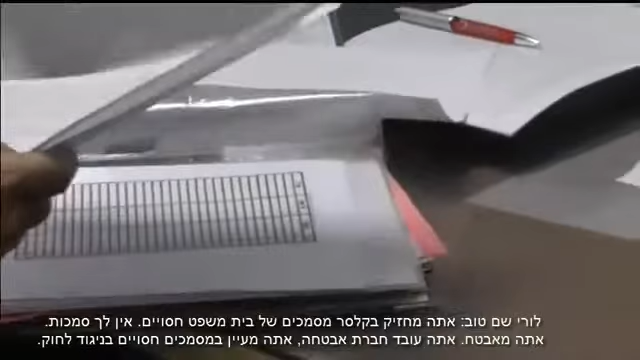 לורי שם טוב: אתה מחזיק בקלסר מסמכים של בית משפט חסויים. אין לך סמכות.
אתה מאבטח. אתה עובד חברת אבטחה, אתה מעיין במסמכים חסויים בניגוד לחוק.